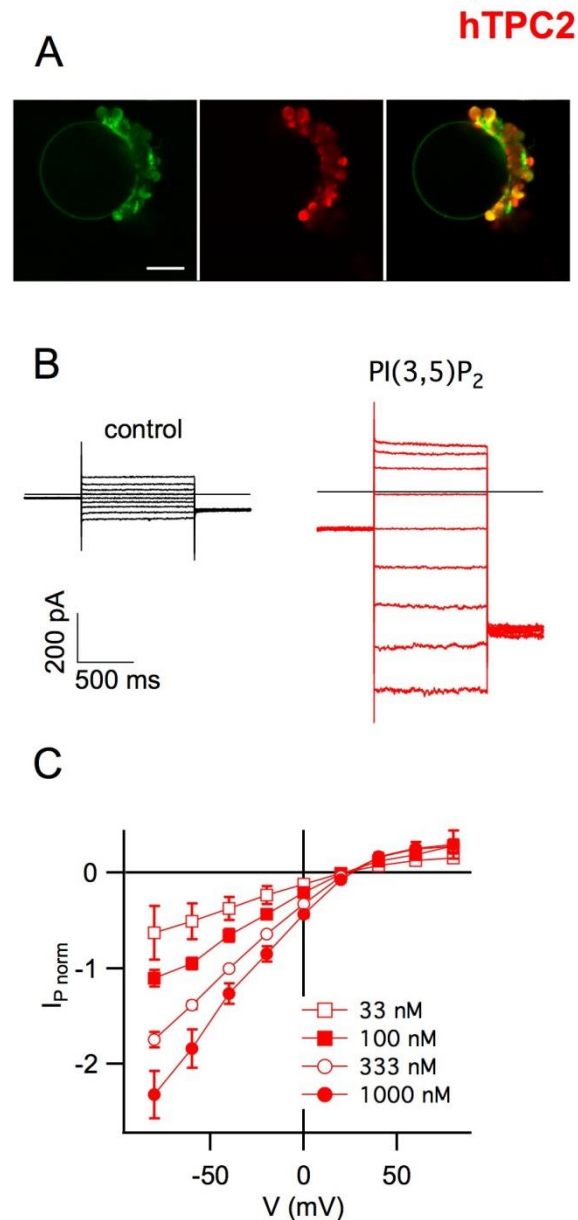 hTPC2
A
B
control
PI(3,5)P₂
200 pA
500 ms
C
0
-1
-2
I_P norm
33 nM
100 nM
333 nM
1000 nM
-50
0
50
V (mV)